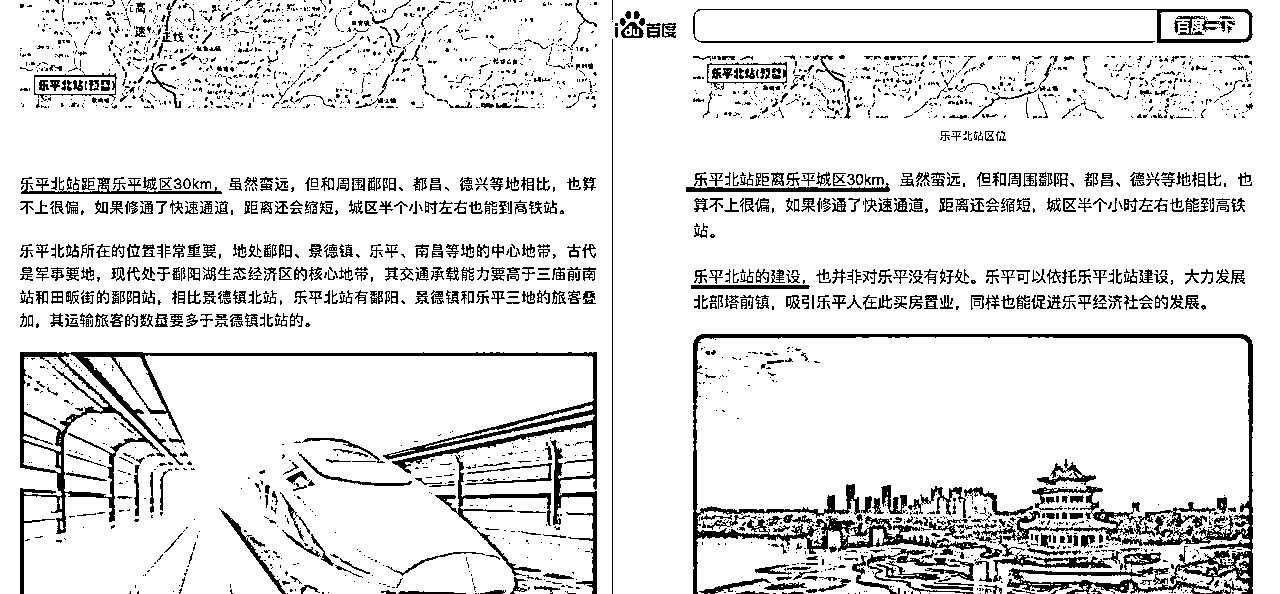 高
速
正线
乐平北站(预留)
乐平北站距离乐平城区30km，虽然蛮远，但和周围鄱阳、都昌、德兴等地相比，也算
不上很偏，如果修通了快速通道，距离还会缩短，城区半个小时左右也能到高铁站。
乐平北站所在的位置非常重要，地处鄱阳、景德镇、乐平、南昌等地的中心地带，古代
是军事要地，现代处于鄱阳湖生态经济区的核心地带，其交通承载能力要高于三庙前南
站和田畈街的鄱阳站，相比景德镇北站，乐平北站有鄱阳、景德镇和乐平三地的旅客叠
加，其运输旅客的数量要多于景德镇北站的。
百度
百度一下
乐平北站(预留)
乐平北站区位
乐平北站距离乐平城区30km，虽然蛮远，但和周围鄱阳、都昌、德兴等地相比，也
算不上很偏，如果修通了快速通道，距离还会缩短，城区半个小时左右也能到高铁
站。
乐平北站的建设，也并非对乐平没有好处。乐平可以依托乐平北站建设，大力发展
北部塔前镇，吸引乐平人在此买房置业，同样也能促进乐平经济社会的发展。